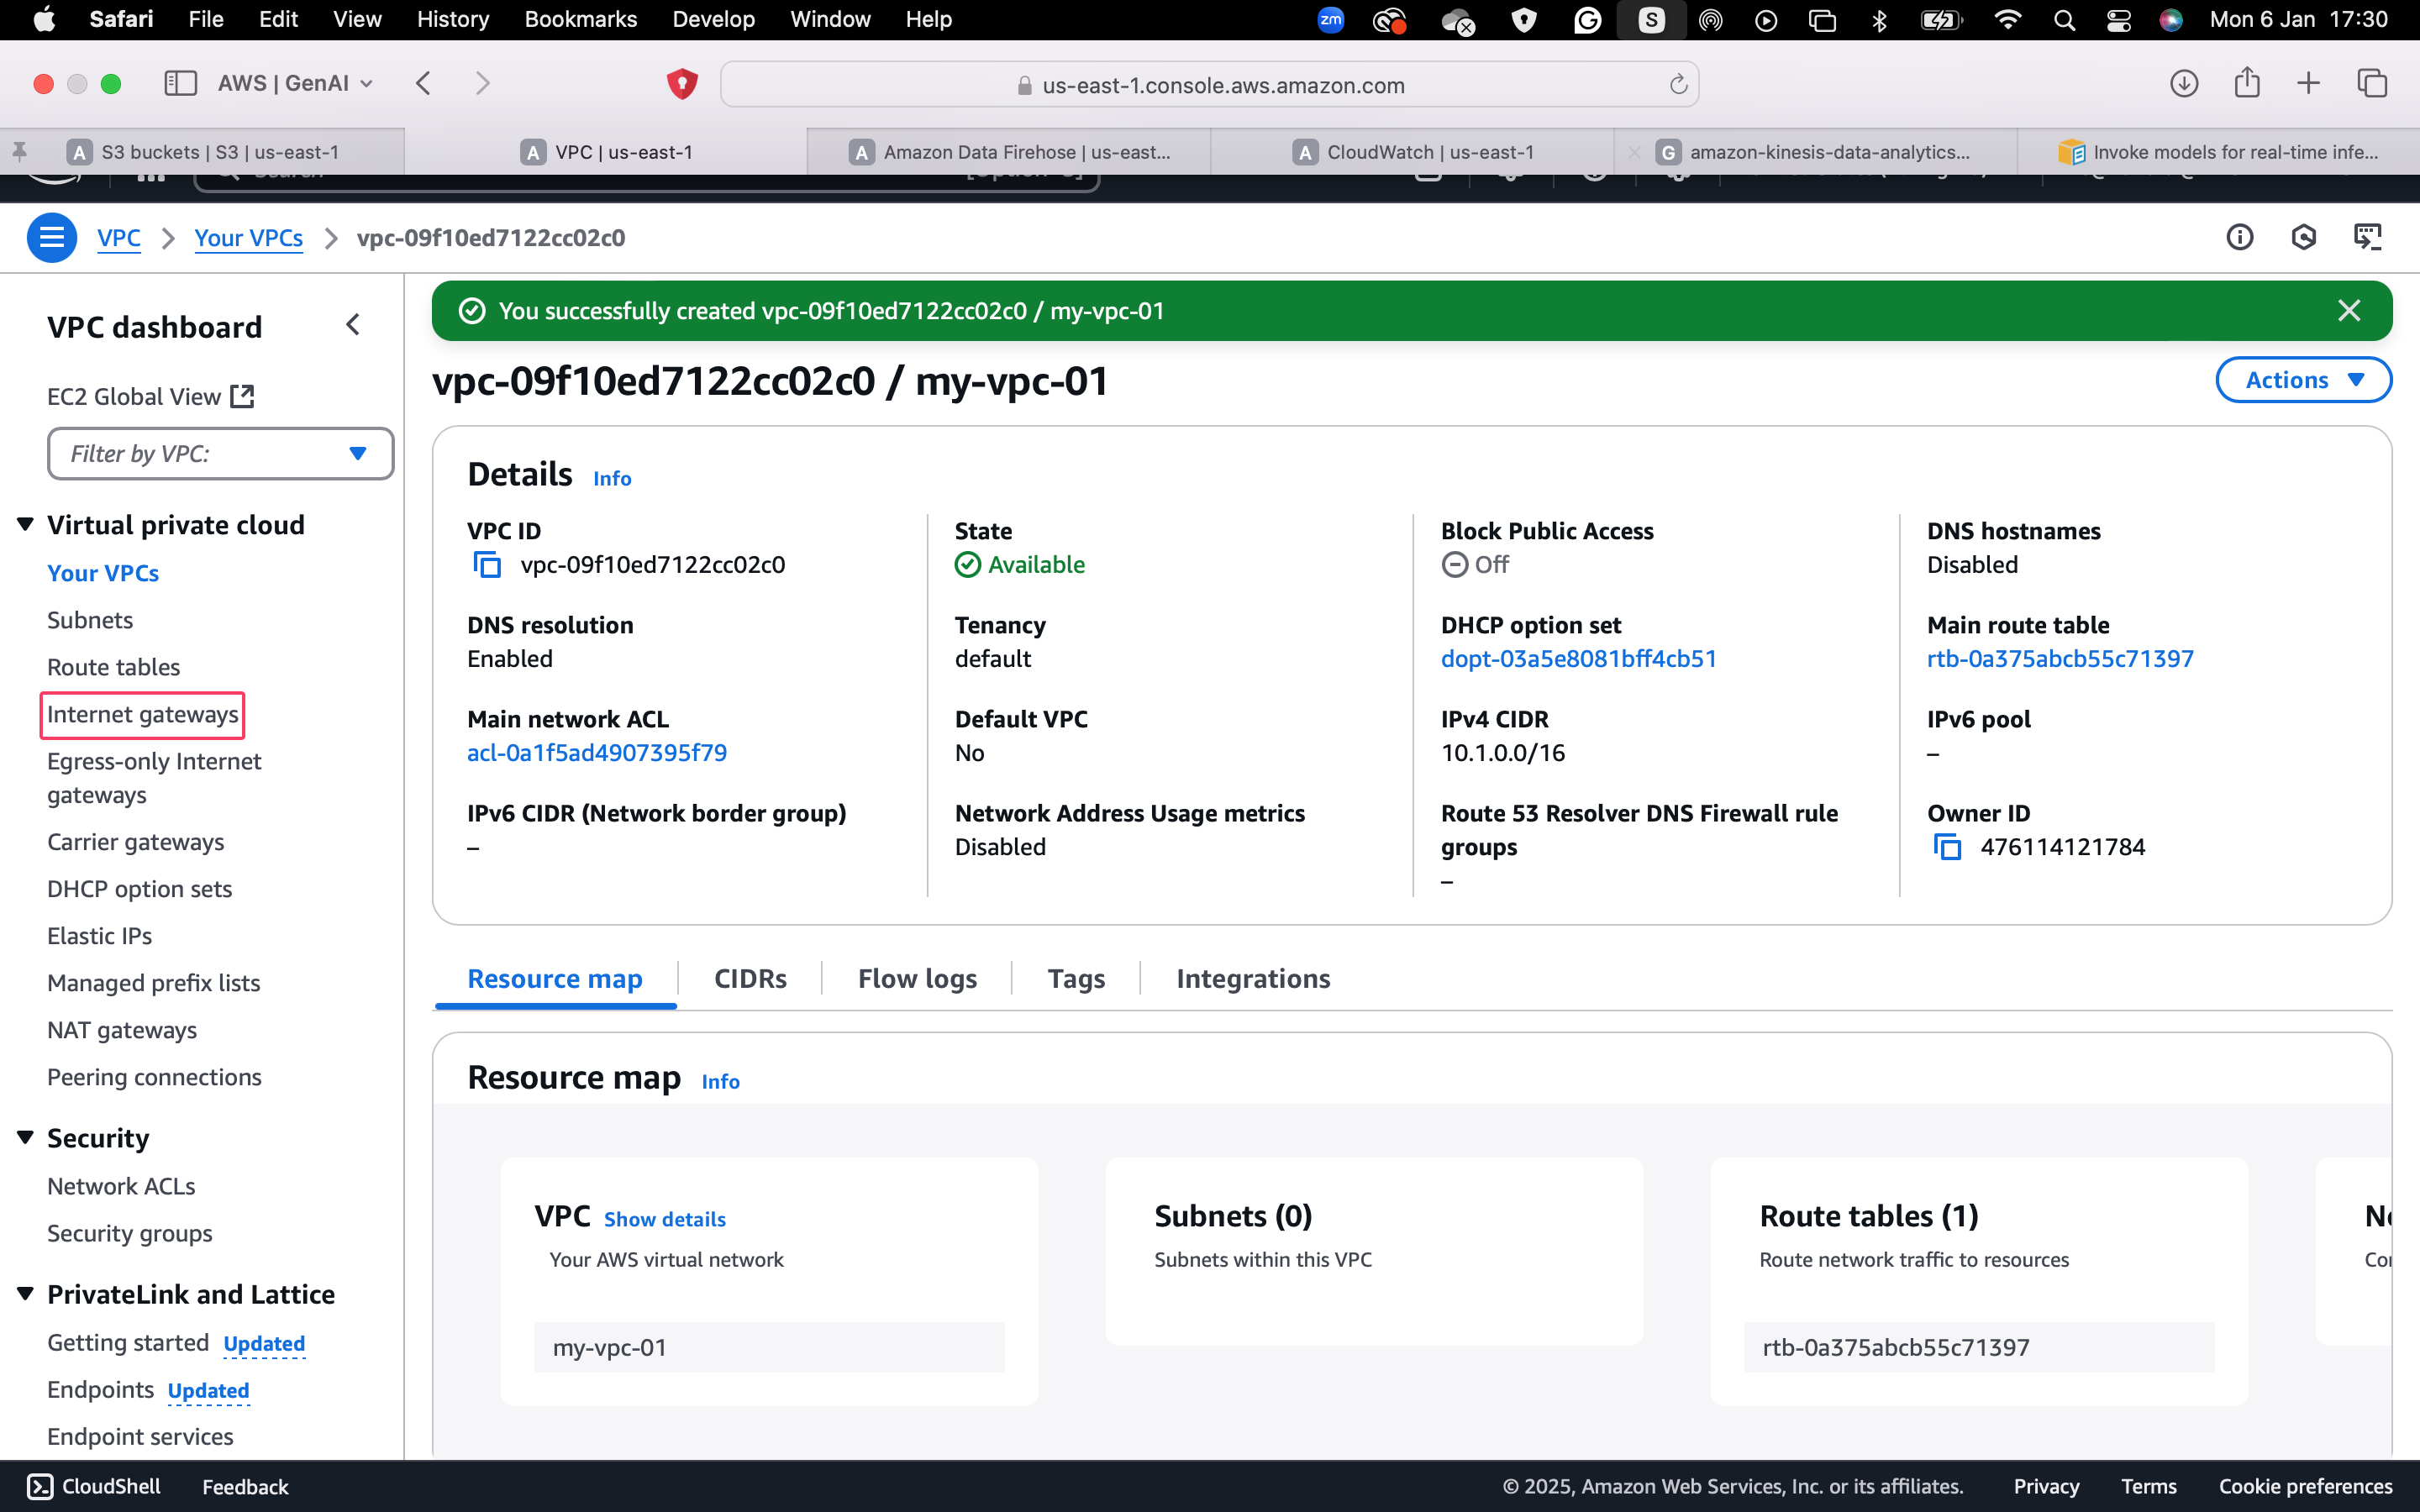 Safari File Edit View History Bookmarks Develop Window Help zm G S Mon 6 Jan 17:30
AWS | GenAI us-east-1.console.aws.amazon.com
A S3 buckets | S3 | us-east-1 A VPC | us-east-1 A Amazon Data Firehose | us-east... A CloudWatch | us-east-1 G amazon-kinesis-data-analytics... Invoke models for real-time infe...
VPC Your VPCs vpc-09f10ed7122cc02c0
You successfully created vpc-09f10ed7122cc02c0 / my-vpc-01
VPC dashboard
EC2 Global View
Filter by VPC:
Virtual private cloud
Your VPCs
Subnets
Route tables
Internet gateways
Egress-only Internet
gateways
Carrier gateways
DHCP option sets
Elastic IPs
Managed prefix lists
NAT gateways
Peering connections
Security
Network ACLs
Security groups
PrivateLink and Lattice
Getting started Updated
Endpoints Updated
Endpoint services
vpc-09f10ed7122cc02c0 / my-vpc-01
Actions
Details Info
VPC ID
vpc-09f10ed7122cc02c0
State
Available
Block Public Access
Off
DNS hostnames
Disabled
DNS resolution
Enabled
Tenancy
default
DHCP option set
dopt-03a5e8081bff4cb51
Main route table
rtb-0a375abcb55c71397
Main network ACL
acl-0a1f5ad4907395f79
Default VPC
No
IPv4 CIDR
10.1.0.0/16
IPv6 pool
–
IPv6 CIDR (Network border group)
–
Network Address Usage metrics
Disabled
Route 53 Resolver DNS Firewall rule
groups
–
Owner ID
476114121784
Resource map CIDRs Flow logs Tags Integrations
Resource map Info
VPC Show details
Your AWS virtual network
my-vpc-01
Subnets (0)
Subnets within this VPC
Route tables (1)
Route network traffic to resources
rtb-0a375abcb55c71397
CloudShell Feedback © 2025, Amazon Web Services, Inc. or its affiliates. Privacy Terms Cookie preferences